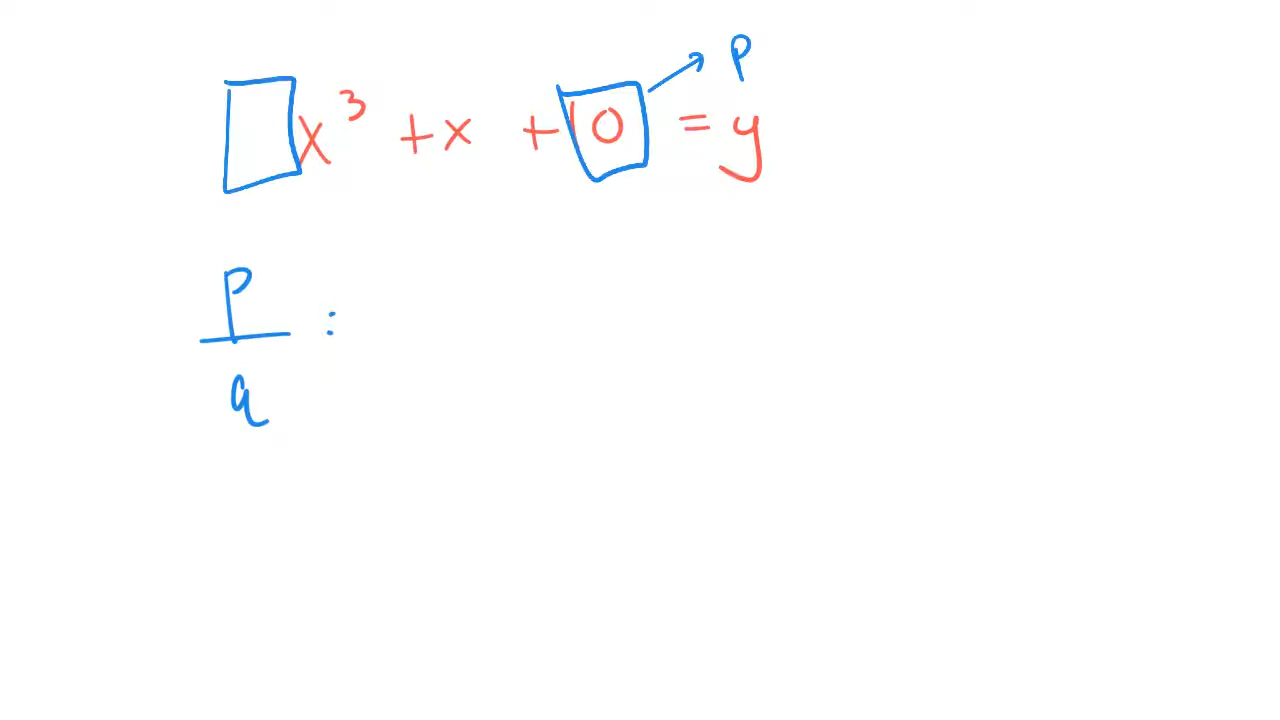 P
x³ + x + 10 = y
P
q :